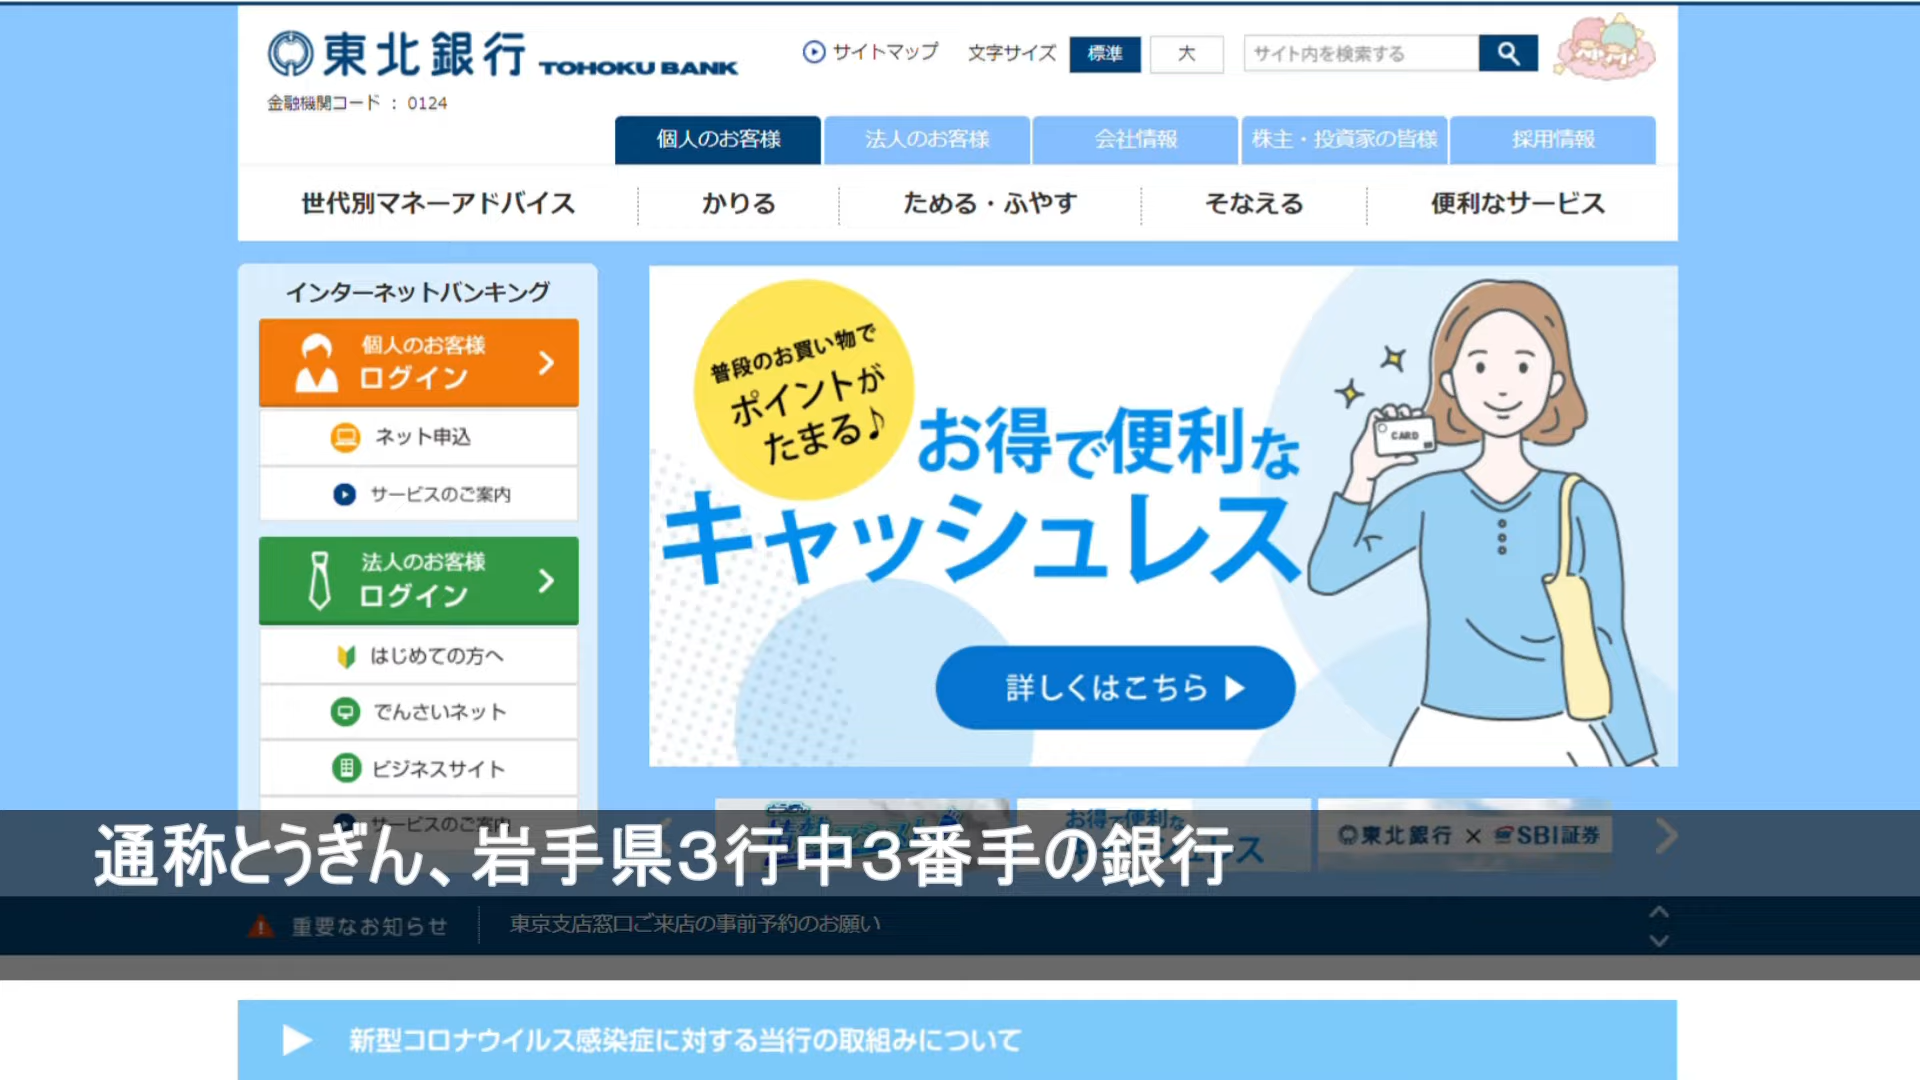 東北銀行 TOHOKU BANK
金融機関コード ： 0124
サイトマップ 文字サイズ 標準 大 サイト内を検索する
個人のお客様 法人のお客様 会社情報 株主・投資家の皆様 採用情報
世代別マネーアドバイス かりる ためる・ふやす そなえる 便利なサービス
インターネットバンキング
個人のお客様
ログイン
ネット申込
サービスのご案内
法人のお客様
ログイン
はじめての方へ
でんさいネット
ビジネスサイト
サービスのご案内
普段のお買い物で
ポイントが
たまる♪
お得で便利な
キャッシュレス
CARD
詳しくはこちら
お得で便利な
東北銀行 × SBI証券
通称とうぎん、岩手県３行中３番手の銀行
重要なお知らせ 東京支店窓口ご来店の事前予約のお願い
新型コロナウイルス感染症に対する当行の取組みについて